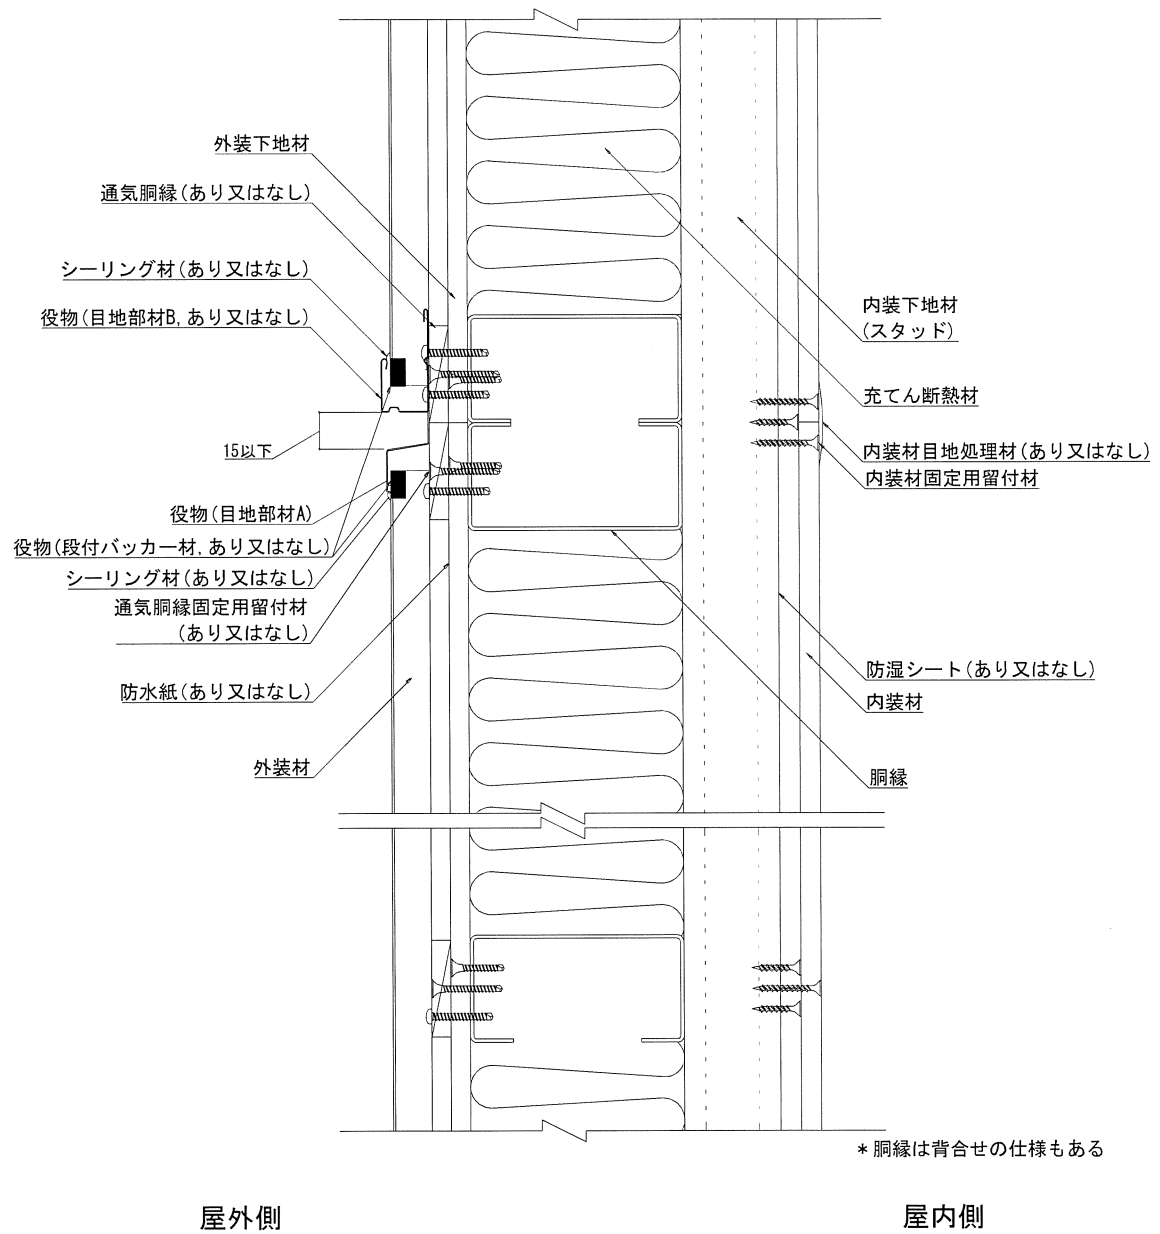 外装下地材
通気胴縁(あり又はなし)
シーリング材(あり又はなし)
役物(目地部材B,あり又はなし)
15以下
役物(目地部材A)
役物(段付バッカー材,あり又はなし)
シーリング材(あり又はなし)
通気胴縁固定用留付材
(あり又はなし)
防水紙(あり又はなし)
外装材
内装下地材
(スタッド)
充てん断熱材
内装材目地処理材(あり又はなし)
内装材固定用留付材
防湿シート(あり又はなし)
内装材
胴縁
*胴縁は背合せの仕様もある
屋外側
屋内側